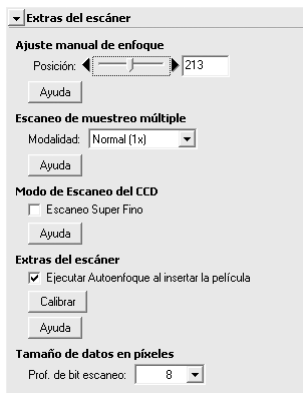 Extras del escáner
Ajuste manual de enfoque
Posición: 213
Ayuda
Escaneo de muestreo múltiple
Modalidad: Normal (1x)
Ayuda
Modo de Escaneo del CCD
Escaneo Super Fino
Ayuda
Extras del escáner
Ejecutar Autoenfoque al insertar la película
Calibrar
Ayuda
Tamaño de datos en píxeles
Prof. de bit escaneo: 8